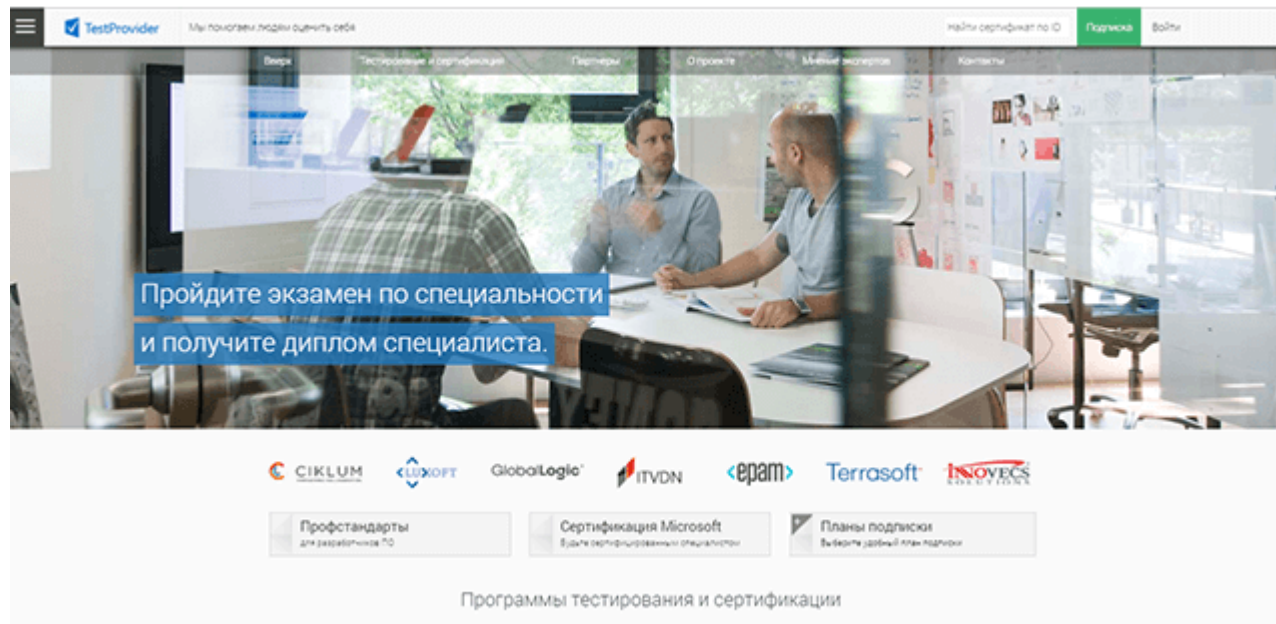 TestProvider
Мы помогаем людям оценить себя
Найти сертификат по ID
Подписка
Войти
Вверх
Тестирование и сертификация
Партнеры
О проекте
Мнение экспертов
Контакты
Пройдите экзамен по специальности
и получите диплом специалиста.
CIKLUM
LUXOFT
GlobalLogic
ITVDN
<epam>
Terrasoft
INNOVECS
SOLUTIONS
Профстандарты
для разработчиков ПО
Сертификация Microsoft
Будьте сертифицированным специалистом
Планы подписки
Выберите удобный план подписки
Программы тестирования и сертификации